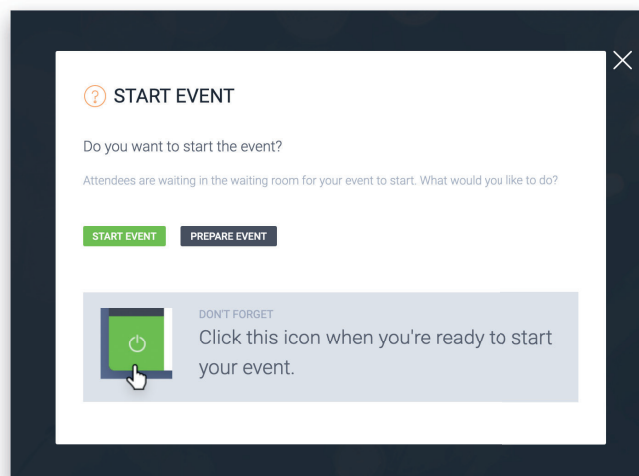 START EVENT
Do you want to start the event?
Attendees are waiting in the waiting room for your event to start. What would you like to do?
START EVENT
PREPARE EVENT
DON'T FORGET
Click this icon when you're ready to start
your event.